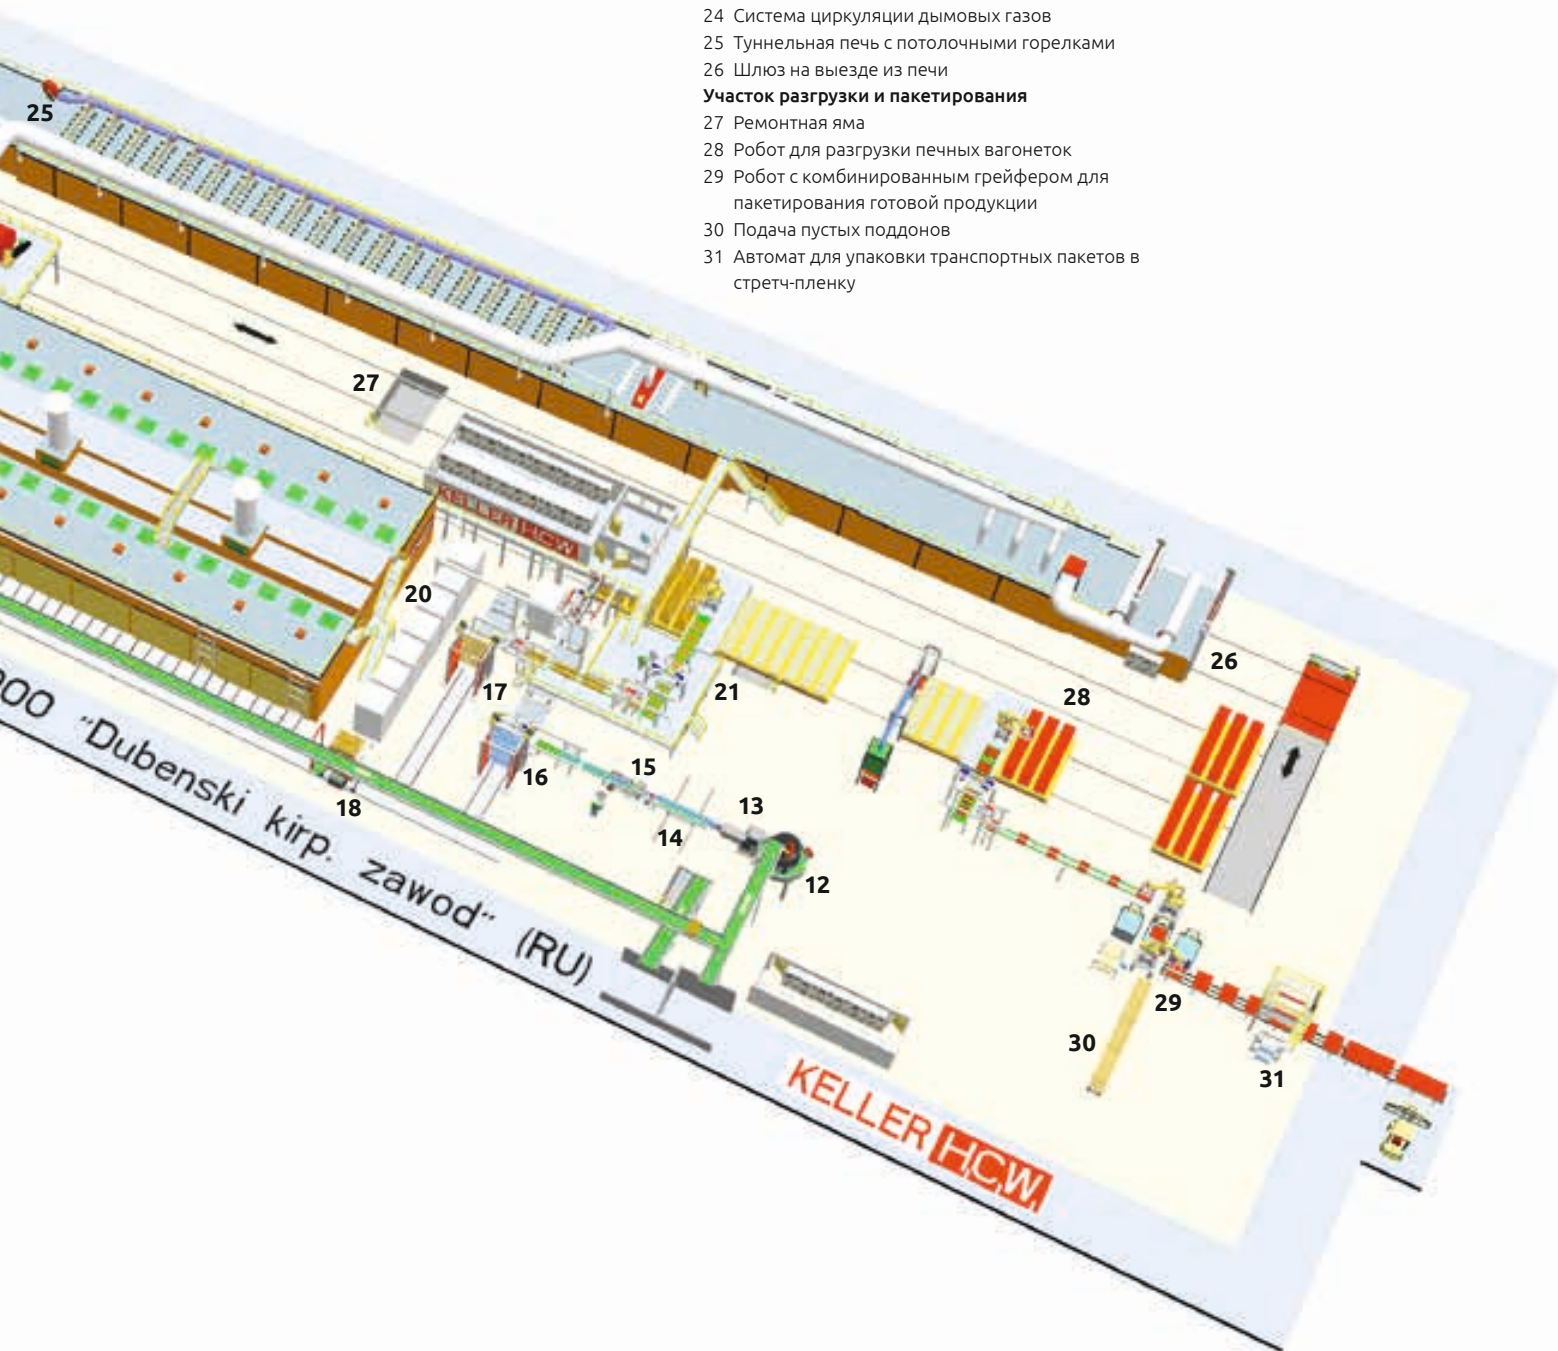 24 Система циркуляции дымовых газов
25 Туннельная печь с потолочными горелками
26 Шлюз на выезде из печи
Участок разгрузки и пакетирования
27 Ремонтная яма
28 Робот для разгрузки печных вагонеток
29 Робот с комбинированным грейфером для
пакетирования готовой продукции
30 Подача пустых поддонов
31 Автомат для упаковки транспортных пакетов в
стретч-пленку
25
27
KELLER HCW
20
17
21
28
26
16
15
18
14
13
12
00 "Dubenski kirp. zawod" (RU)
29
30
31
KELLER H.C.W.